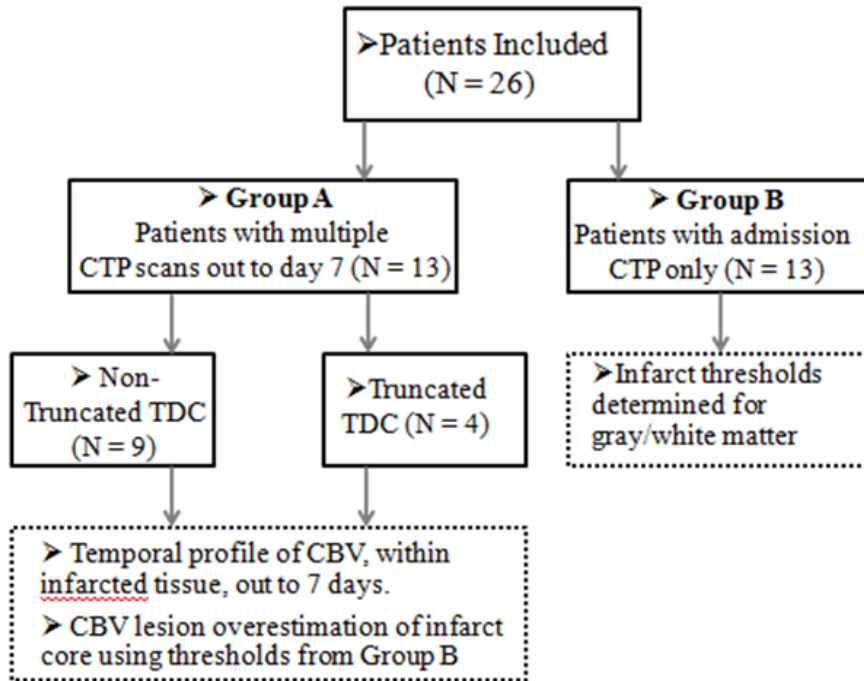 ➢Patients Included
(N = 26)
➢ Group A
Patients with multiple
CTP scans out to day 7 (N = 13)
➢ Group B
Patients with admission
CTP only (N = 13)
➢ Non-
Truncated TDC
(N = 9)
➢Truncated
TDC (N = 4)
➢Infarct thresholds
determined for
gray/white matter
➢ Temporal profile of CBV, within
infarcted tissue, out to 7 days.
➢ CBV lesion overestimation of infarct
core using thresholds from Group B